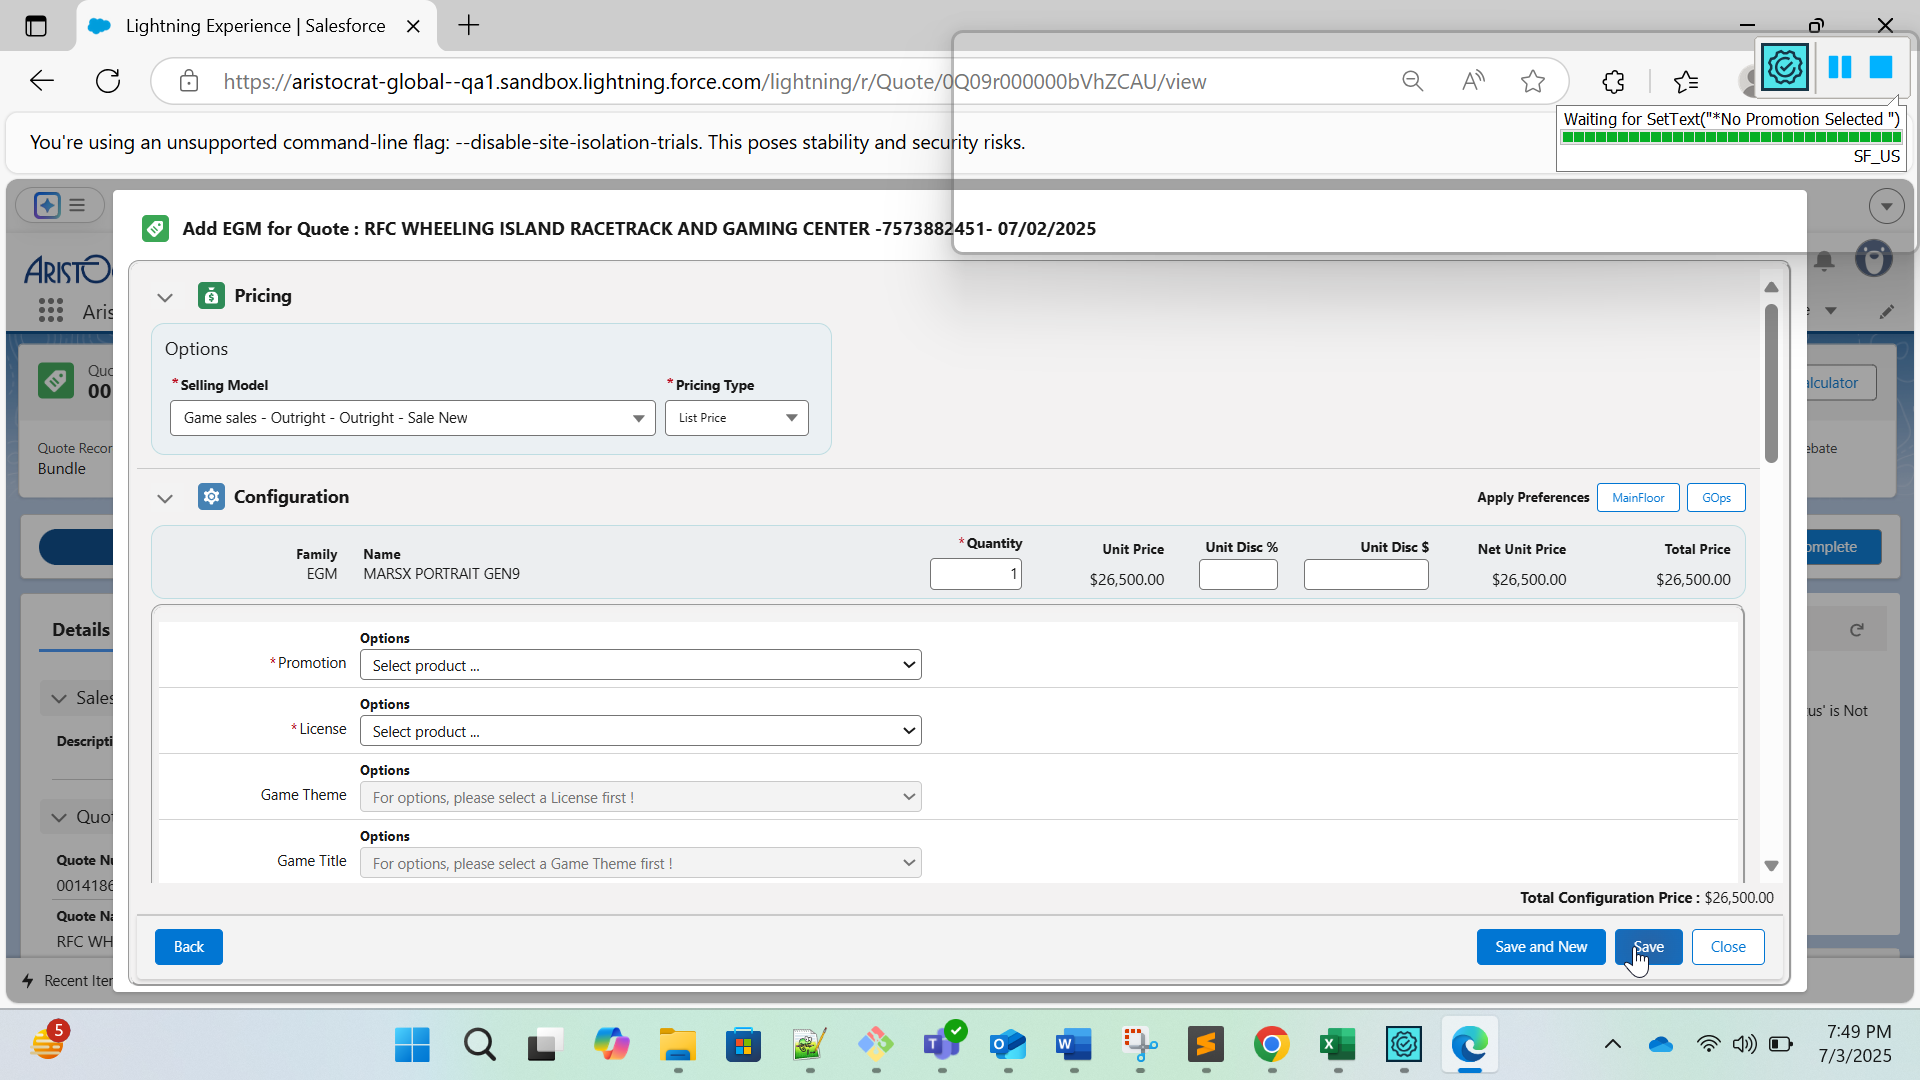 Lightning Experience | Salesforce
https://aristocrat-global--qa1.sandbox.lightning.force.com/lightning/r/Quote/0Q09r000000bVhZCAU/view
Waiting for SetText("*No Promotion Selected ")
SF_US
You're using an unsupported command-line flag: --disable-site-isolation-trials. This poses stability and security risks.
Add EGM for Quote : RFC WHEELING ISLAND RACETRACK AND GAMING CENTER -7573882451- 07/02/2025
ARISTOC
Aris
Pricing
Options
*Selling Model
*Pricing Type
Game sales - Outright - Outright - Sale New
List Price
Quo
00
alculator
Quote Recor
Bundle
ebate
Configuration
Apply Preferences
MainFloor
GOps
Family
Name
*Quantity
Unit Price
Unit Disc %
Unit Disc $
Net Unit Price
Total Price
EGM
MARSX PORTRAIT GEN9
1
$26,500.00
$26,500.00
$26,500.00
omplete
Details
Options
*Promotion
Select product ...
Options
*License
Select product ...
Sales
us' is Not
Descripti
Options
Game Theme
For options, please select a License first !
Quo
Options
Game Title
For options, please select a Game Theme first !
Quote Nu
0014186
Total Configuration Price : $26,500.00
Quote Na
RFC WH
Back
Save and New
Save
Close
Recent Iter
5
7:49 PM
7/3/2025